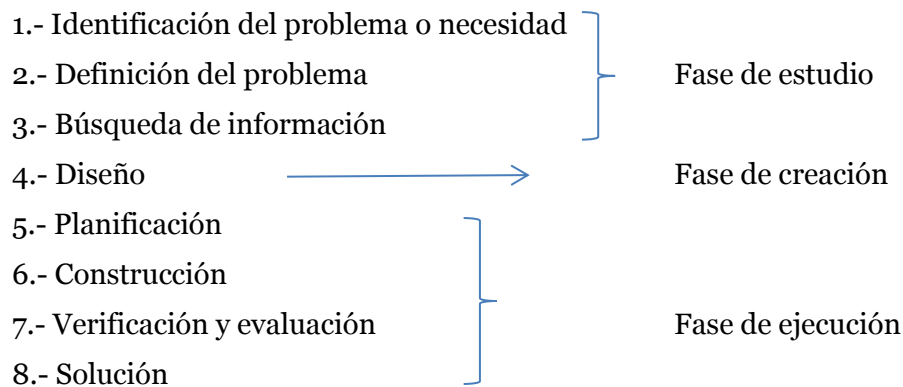 1.- Identificación del problema o necesidad
2.- Definición del problema Fase de estudio
3.- Búsqueda de información
4.- Diseño Fase de creación
5.- Planificación
6.- Construcción
7.- Verificación y evaluación Fase de ejecución
8.- Solución